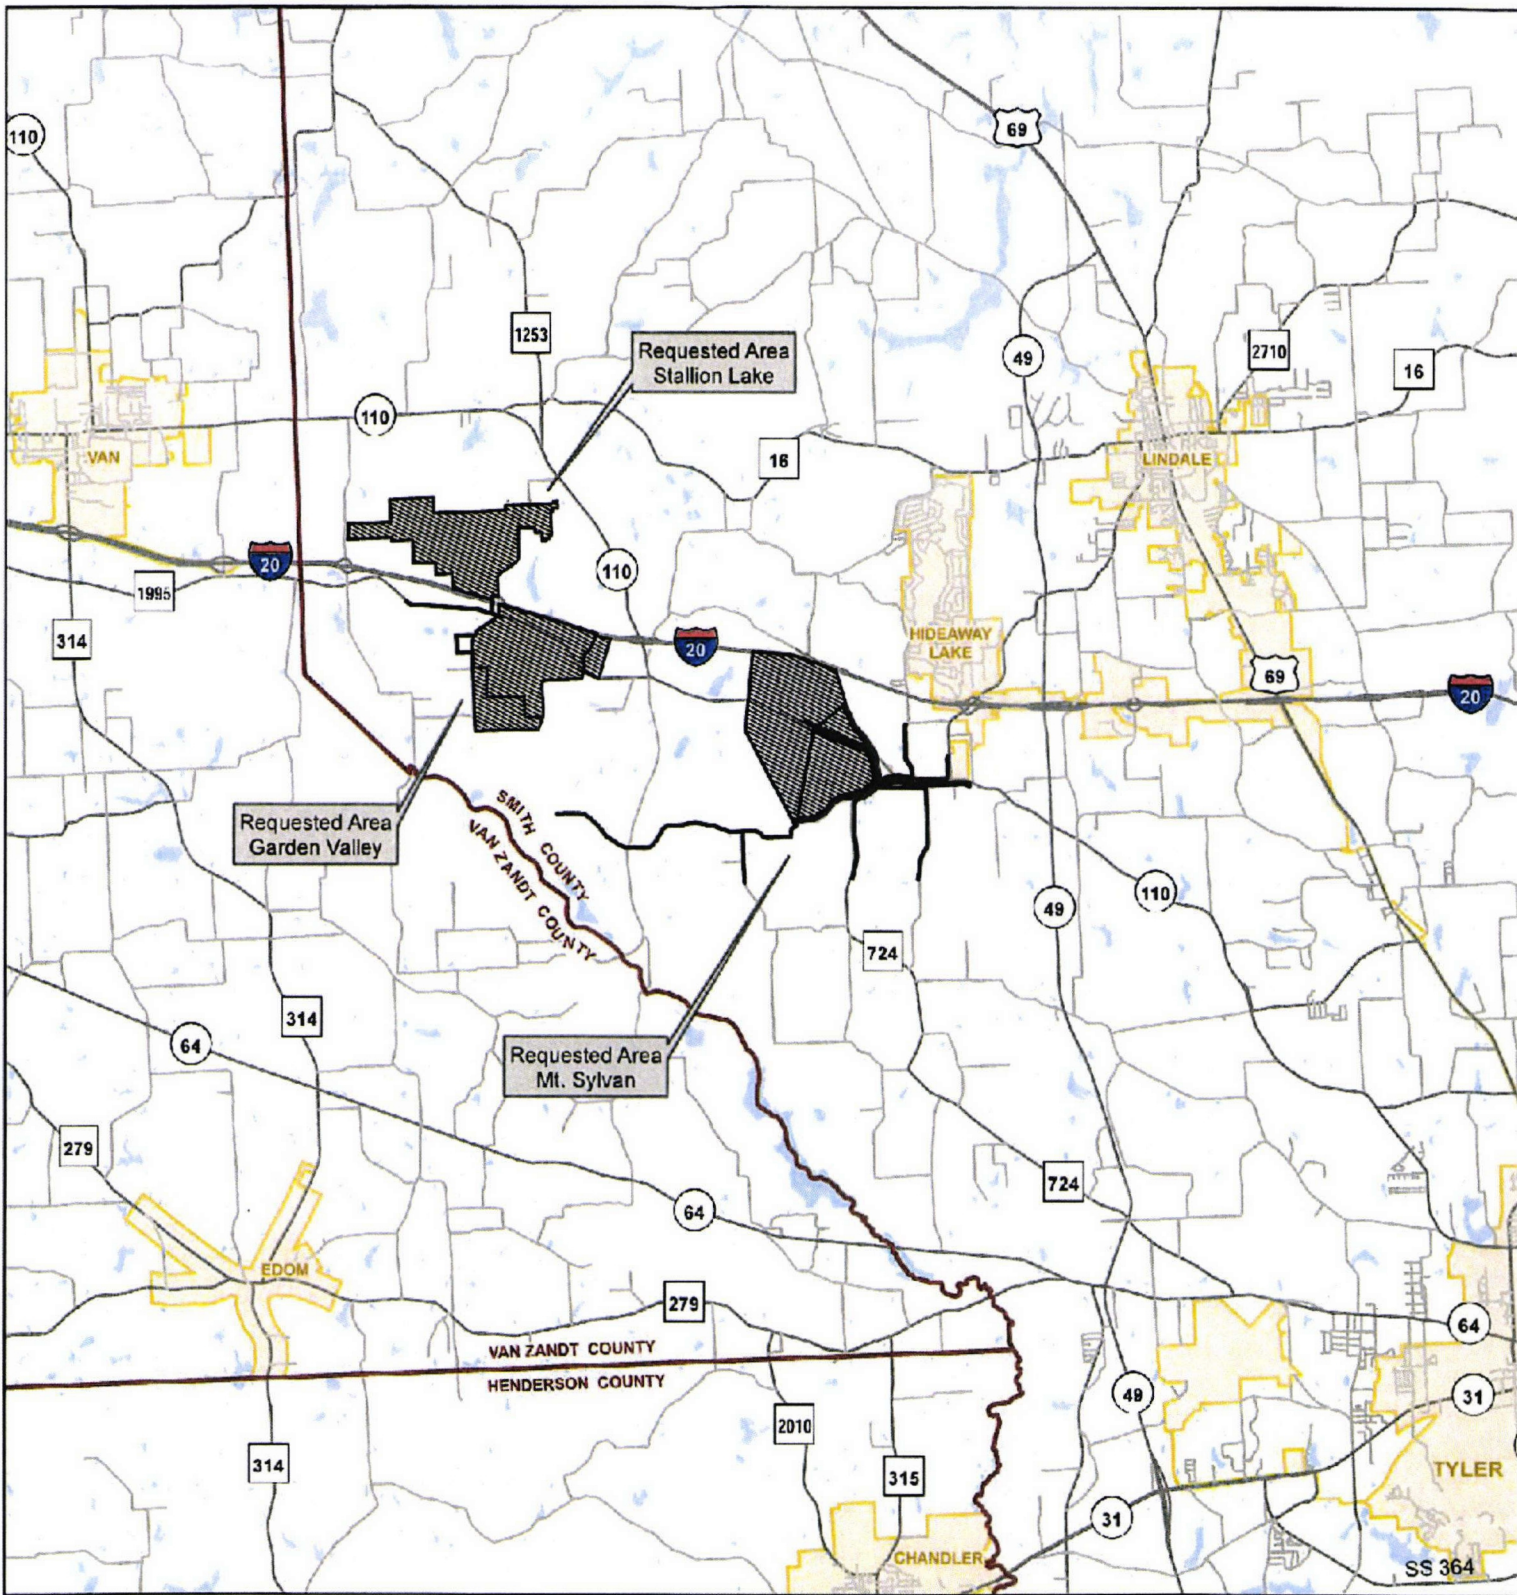 69
110
1253
Requested Area
Stallion Lake
49
2710
16
110
16
VAN
LINDALE
20
1995
110
314
20
HIDEAWAY
LAKE
69
20
Requested Area
Garden Valley
SMITH COUNTY
VAN ZANDT COUNTY
49
110
724
314
64
Requested Area
Mt. Sylvan
279
724
64
EDOM
279
64
VAN ZANDT COUNTY
HENDERSON COUNTY
49
31
2010
314
315
TYLER
31
CHANDLER
SS 364